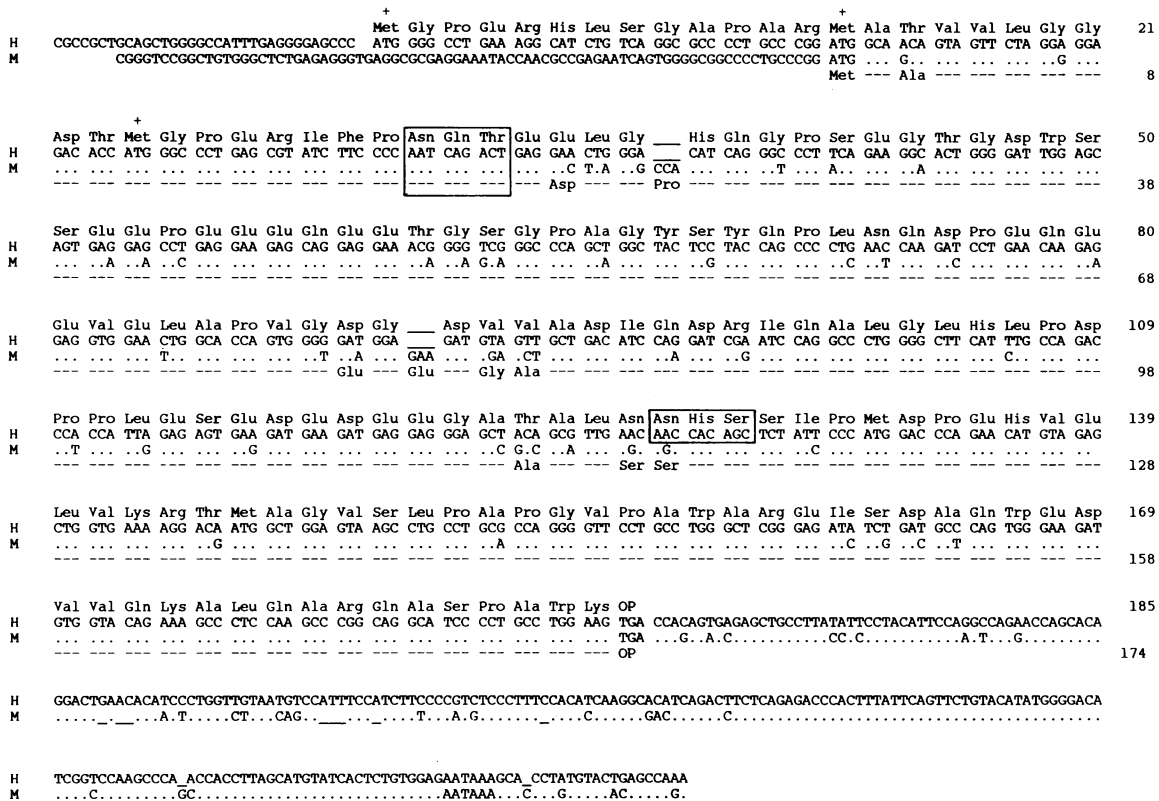 + +
Met Gly Pro Glu Arg His Leu Ser Gly Ala Pro Ala Arg Met Ala Thr Val Val Leu Gly Gly 21
H CGCCGCTGCAGCTGGGGCCATTTGAGGGGAGCCC ATG GGG CCT GAA AGG CAT CTG TCA GGC GCC CCT GCC CGG ATG GCA ACA GTA GTT CTA GGA GGA
M CGGGTCCGGCTGTGGGCTCTGAGAGGGTGAGGCGCGAGGAAATACCAACGCCGAGAATCAGTGGGGCGGCCCCTGCCCGG ATG ... G.. ... ... ... ..G ...
Met --- Ala --- --- --- --- --- 8
+
Asp Thr Met Gly Pro Glu Arg Ile Phe Pro Asn Gln Thr Glu Glu Leu Gly ___ His Gln Gly Pro Ser Glu Gly Thr Gly Asp Trp Ser 50
H GAC ACC ATG GGC CCT GAG CGT ATC TTC CCC AAT CAG ACT GAG GAA CTG GGA ___ CAT CAG GGC CCT TCA GAA GGC ACT GGG GAT TGG AGC
M ... ... ... ... ... ... ... ... ... ... ... ... ... ... ..C T.A ..G CCA ... ... ..T ... ..A ... ..A ... ... ... ... ...
--- --- --- --- --- --- --- --- --- --- --- --- --- --- Asp --- --- Pro --- --- --- --- --- --- --- --- --- --- --- --- 38
Ser Glu Glu Pro Glu Glu Glu Gln Glu Glu Thr Gly Ser Gly Pro Ala Gly Tyr Ser Tyr Gln Pro Leu Asn Gln Asp Pro Glu Gln Glu 80
H AGT GAG GAG CCT GAG GAA GAG CAG GAG GAA ACG GGG TCG GGC CCA GCT GGC TAC TCC TAC CAG CCC CTG AAC CAA GAT CCT GAA CAA GAG
M ... ..A ..A ..C ... ... ... ... ... ... ..A ..A G.A ... ... ..A ... ... ..G ... ... ... ..C ..T ... ..C ... ... ... ..A
--- --- --- --- --- --- --- --- --- --- --- --- --- --- --- --- --- --- --- --- --- --- --- --- --- --- --- --- --- --- 68
Glu Val Glu Leu Ala Pro Val Gly Asp Gly ___ Asp Val Val Ala Asp Ile Gln Asp Arg Ile Gln Ala Leu Gly Leu His Leu Pro Asp 109
H GAG GTG GAA CTG GCA CCA GTG GGG GAT GGA ___ GAT GTA GTT GCT GAC ATC CAG GAT CGA ATC CAG GCC CTG GGG CTT CAT TTG CCA GAC
M ... ... ... T.. ... ... ... ..T ..A ... GAA ... .GA .CT ... ... ... ..A ... ..G ... ... ... ... ... ... ... C.. ... ...
--- --- --- --- --- --- --- --- Glu --- Glu --- Gly Ala --- --- --- --- --- --- --- --- --- --- --- --- --- --- --- --- 98
Pro Pro Leu Glu Ser Glu Asp Glu Asp Glu Glu Gly Ala Thr Ala Leu Asn Asn His Ser Ser Ile Pro Met Asp Pro Glu His Val Glu 139
H CCA CCA TTA GAG AGT GAA GAT GAA GAT GAG GAG GGA GCT ACA GCG TTG AAC AAC CAC AGC TCT ATT CCC ATG GAC CCA GAA CAT GTA GAG
M ..T ... ..G ... ... ..G ... ... ... ... ... ... ..C G.C ..A ... .G. .G. ... ... ... ..C ... ... ... ... ... ... ... ...
--- --- --- --- --- --- --- --- --- --- --- --- --- Ala --- --- Ser Ser --- --- --- --- --- --- --- --- --- --- --- --- 128
Leu Val Lys Arg Thr Met Ala Gly Val Ser Leu Pro Ala Pro Gly Val Pro Ala Trp Ala Arg Glu Ile Ser Asp Ala Gln Trp Glu Asp 169
H CTG GTG AAA AGG ACA ATG GCT GGA GTA AGC CTG CCT GCG CCA GGG GTT CCT GCC TGG GCT CGG GAG ATA TCT GAT GCC CAG TGG GAA GAT
M ... ... ... ... ..G ... ... ... ... ... ... ... ..A ... ... ... ... ... ... ... ... ... ..C ..G ..C ..T ... ... ... ...
--- --- --- --- --- --- --- --- --- --- --- --- --- --- --- --- --- --- --- --- --- --- --- --- --- --- --- --- --- --- 158
Val Val Gln Lys Ala Leu Gln Ala Arg Gln Ala Ser Pro Ala Trp Lys OP 185
H GTG GTA CAG AAA GCC CTC CAA GCC CGG CAG GCA TCC CCT GCC TGG AAG TGA CCACAGTGAGAGCTGCCTTATATTCCTACATTCCAGGCCAGAACCAGCACA
M ... ... ... ... ... ... ... ... ... ... ... ... ... ... ... ... TGA ...G..A.C..........CC.C..........A.T...G...........
--- --- --- --- --- --- --- --- --- --- --- --- --- --- --- --- OP 174
H GGACTGAACACATCCCTGGTTGTAATGTCCATTTCCATCTTCCCCGTCTCCCTTTCCACATCAAGGCACATCAGACTTCTCAGAGACCCACTTTATTCAGTTCTGTACATATGGGGACA
M ....._.__...A.T.....CT...CAG....___..._....T...A.G......._....C......GAC......C.........................................
H TCGGTCCAAGCCCA_ACCACCTTAGCATGTATCACTCTGTGGAGAATAAAGCA_CCTATGTACTGAGCCAAA
M ....C.........GC............................AATAAA...C...G.....AC.....G.